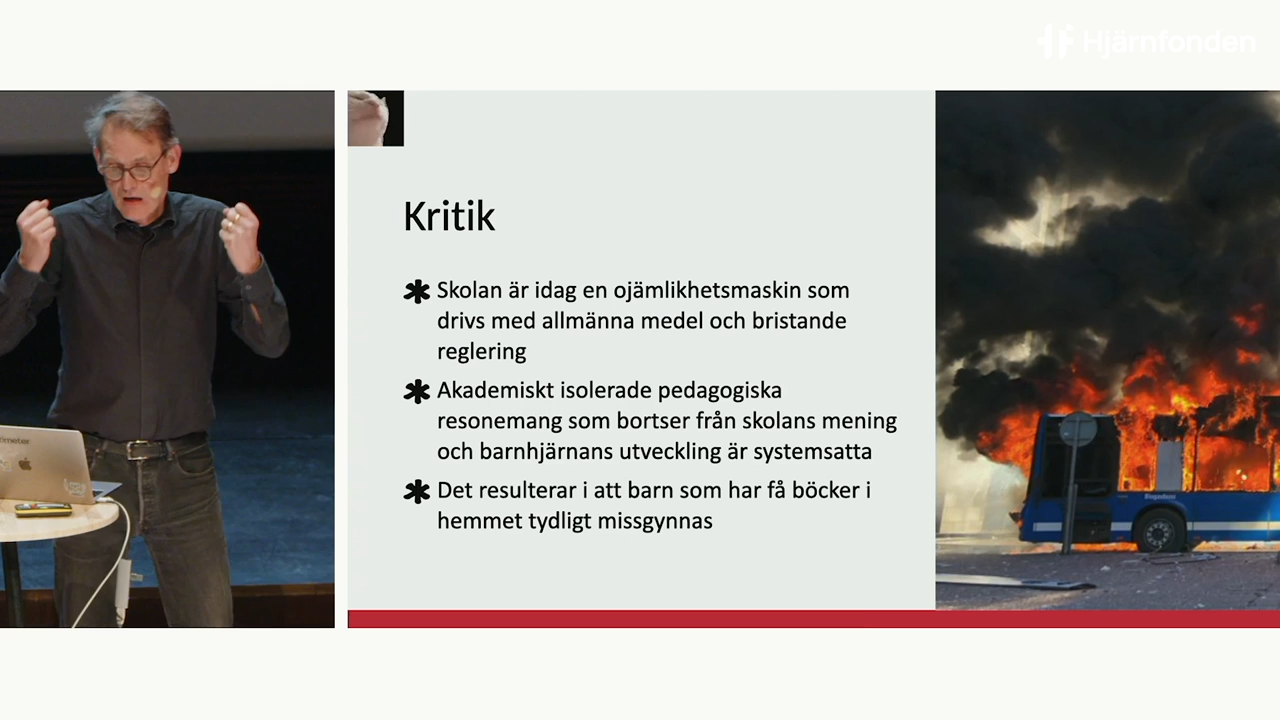 Hjärnfonden
Kritik
Skolan är idag en ojämlikhetsmaskin som
drivs med allmänna medel och bristande
reglering
Akademiskt isolerade pedagogiska
resonemang som bortser från skolans mening
och barnhjärnans utveckling är systemsatta
Det resulterar i att barn som har få böcker i
hemmet tydligt missgynnas